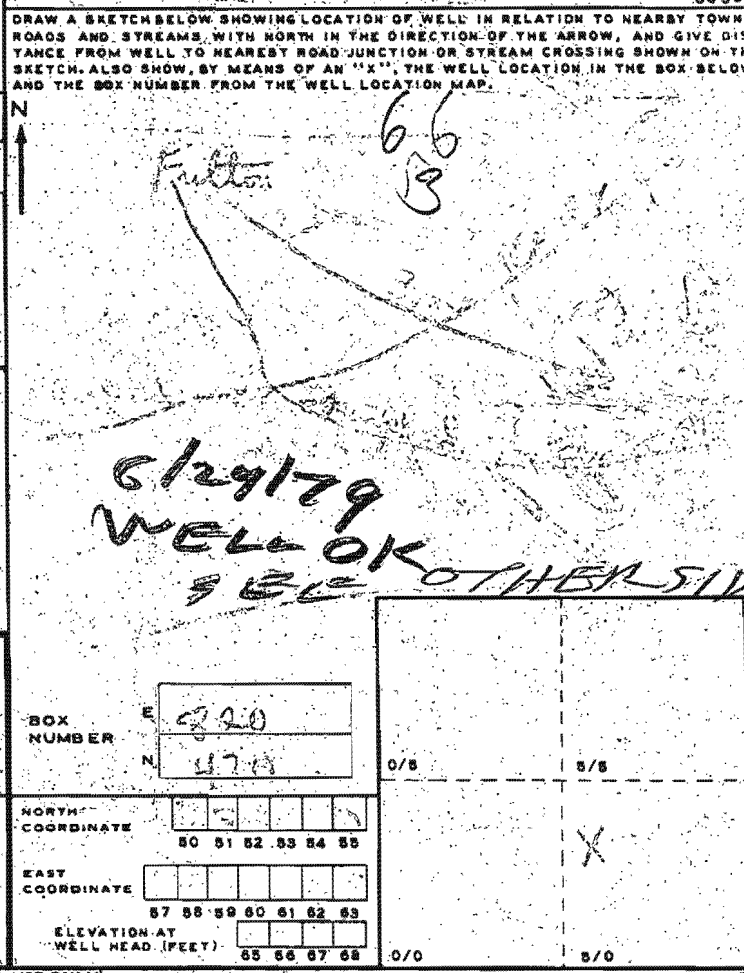 DRAW A SKETCH BELOW SHOWING LOCATION OF WELL IN RELATION TO NEARBY TOWN
ROADS AND STREAMS WITH NORTH IN THE DIRECTION OF THE ARROW, AND GIVE DIS
TANCE FROM WELL TO NEAREST ROAD JUNCTION OR STREAM CROSSING SHOWN ON T
SKETCH. ALSO SHOW, BY MEANS OF AN "X", THE WELL LOCATION IN THE BOX BELOW
AND THE BOX NUMBER FROM THE WELL LOCATION MAP.
N
66
B
Fulton
6/29/79
WELL OK
SEE OTHER SID
BOX
NUMBER
E 820
N 470
0/5 5/5
NORTH
COORDINATE
50 51 52 53 54 55
X
EAST
COORDINATE
57 58 59 60 61 62 63
ELEVATION AT
WELL HEAD (FEET)
65 66 67 68
0/0 5/0